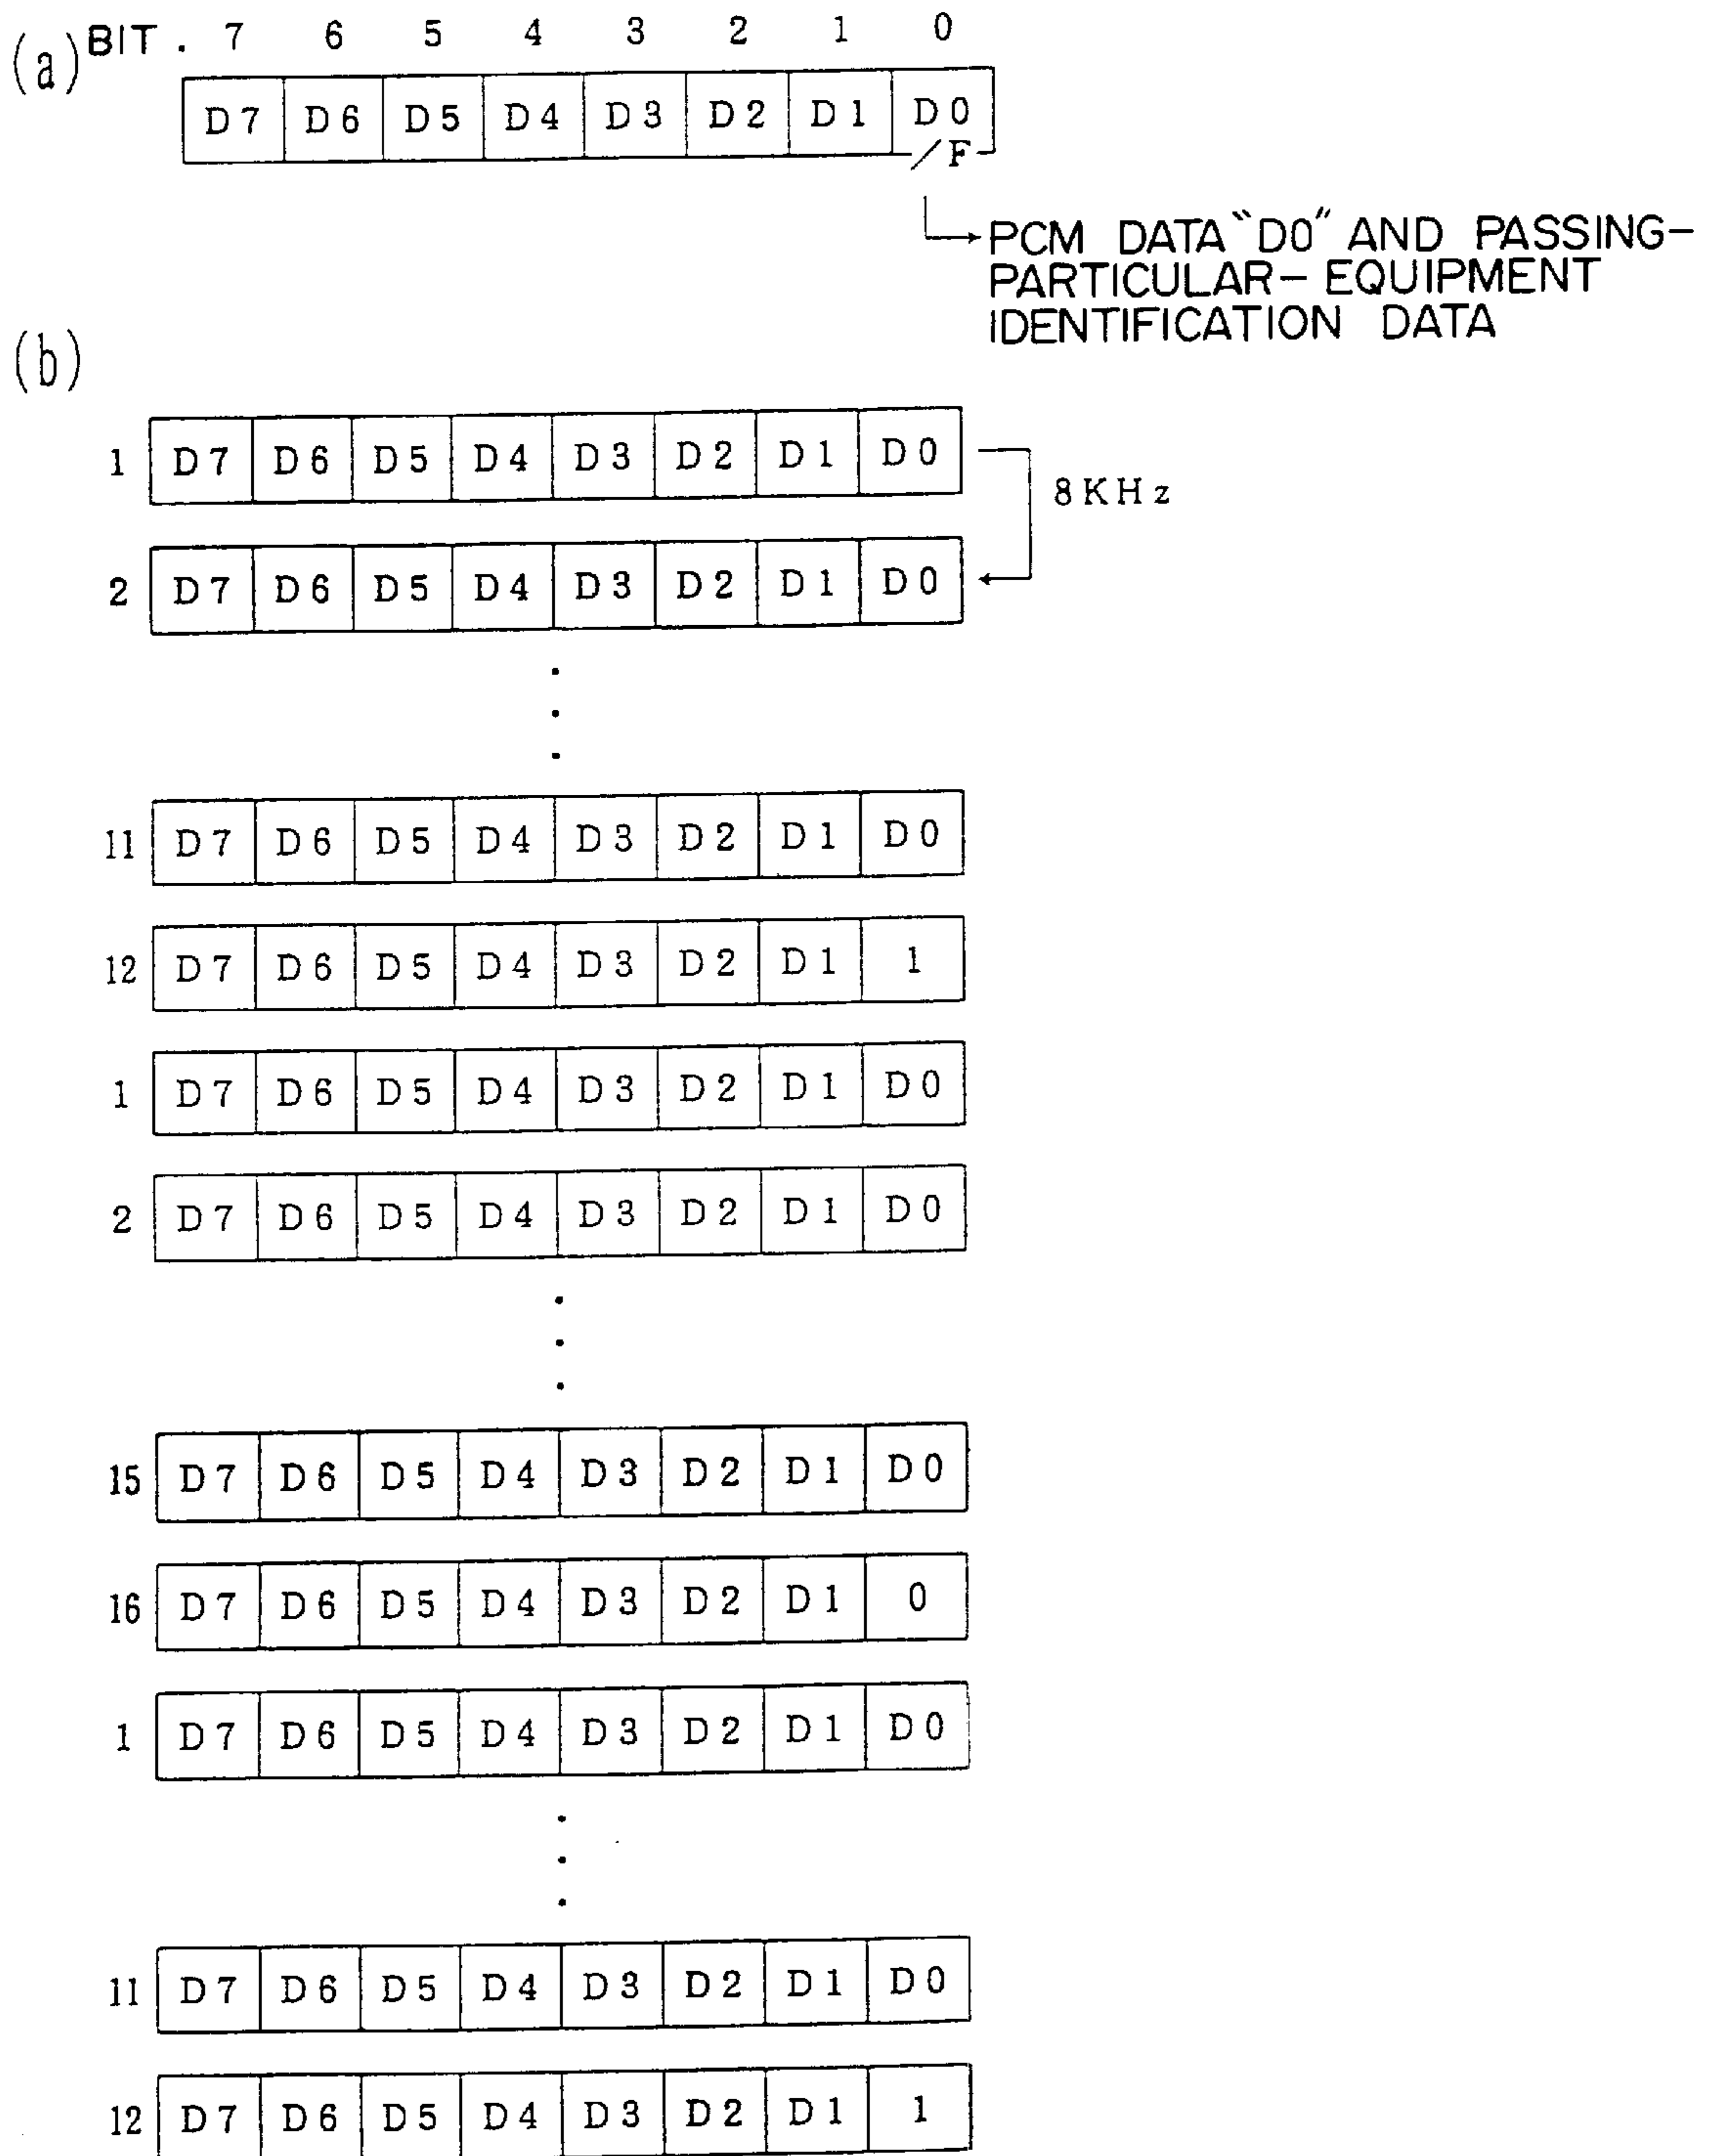 (a) BIT. 7 6 5 4 3 2 1 0
D7 D6 D5 D4 D3 D2 D1 D0
/F
PCM DATA "D0" AND PASSING-
PARTICULAR-EQUIPMENT
IDENTIFICATION DATA
(b)
1 D7 D6 D5 D4 D3 D2 D1 D0
8KHz
2 D7 D6 D5 D4 D3 D2 D1 D0
11 D7 D6 D5 D4 D3 D2 D1 D0
12 D7 D6 D5 D4 D3 D2 D1 1
1 D7 D6 D5 D4 D3 D2 D1 D0
2 D7 D6 D5 D4 D3 D2 D1 D0
15 D7 D6 D5 D4 D3 D2 D1 D0
16 D7 D6 D5 D4 D3 D2 D1 0
1 D7 D6 D5 D4 D3 D2 D1 D0
11 D7 D6 D5 D4 D3 D2 D1 D0
12 D7 D6 D5 D4 D3 D2 D1 1